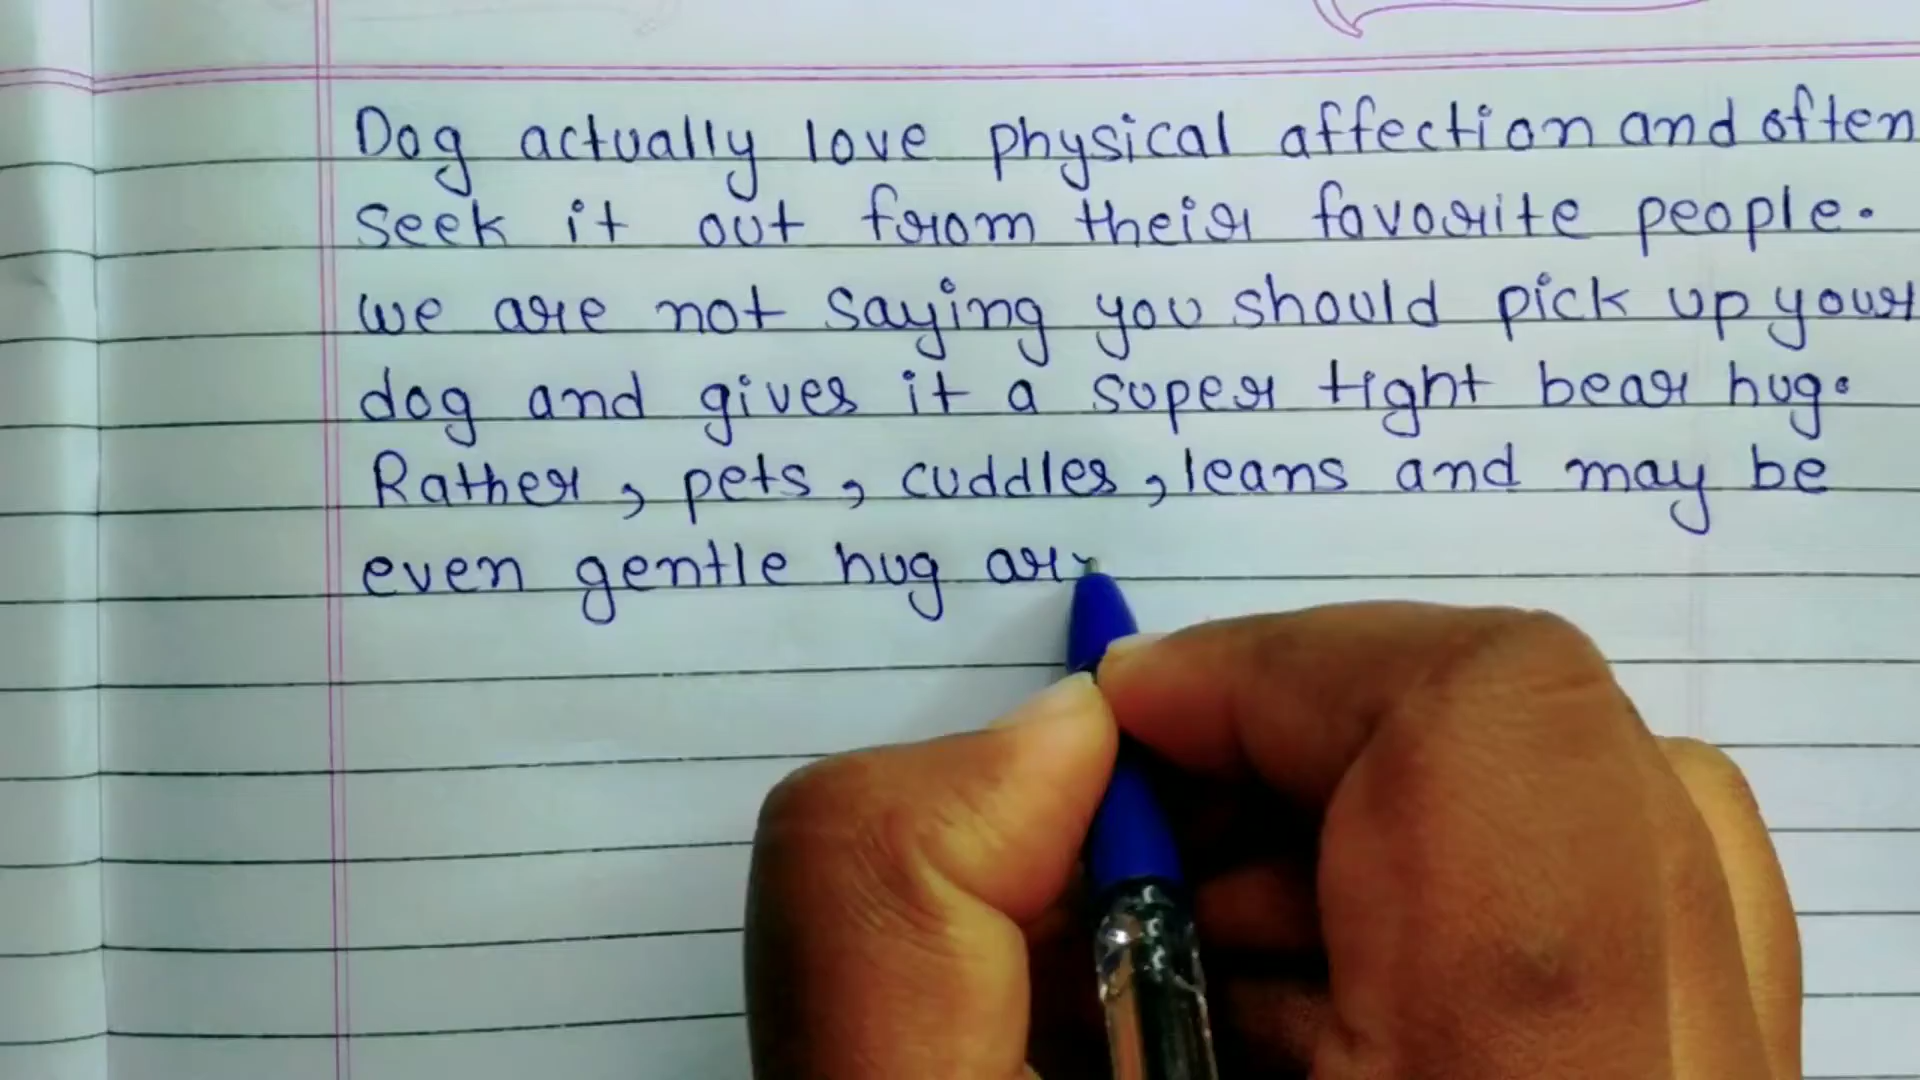 Dog actually love physical affection and often
seek it out from their favorite people.
we are not saying you should pick up your
dog and gives it a super tight bear hug.
Rather, pets, cuddles, leans and may be
even gentle hug ar